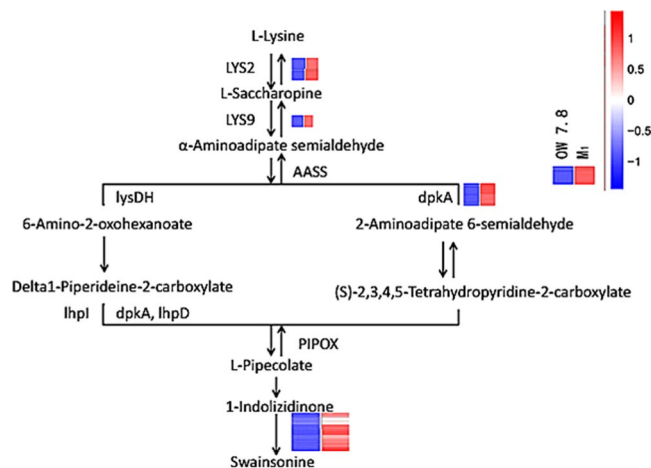 L-Lysine
LYS2
L-Saccharopine
LYS9
α-Aminoadipate semialdehyde
AASS
lysDH
dpkA
6-Amino-2-oxohexanoate
2-Aminoadipate 6-semialdehyde
Delta1-Piperideine-2-carboxylate
(S)-2,3,4,5-Tetrahydropyridine-2-carboxylate
lhpI
dpkA, lhpD
PIPOX
L-Pipecolate
1-Indolizidinone
Swainsonine
OW 7.8
M1
1
0.5
0
−0.5
−1